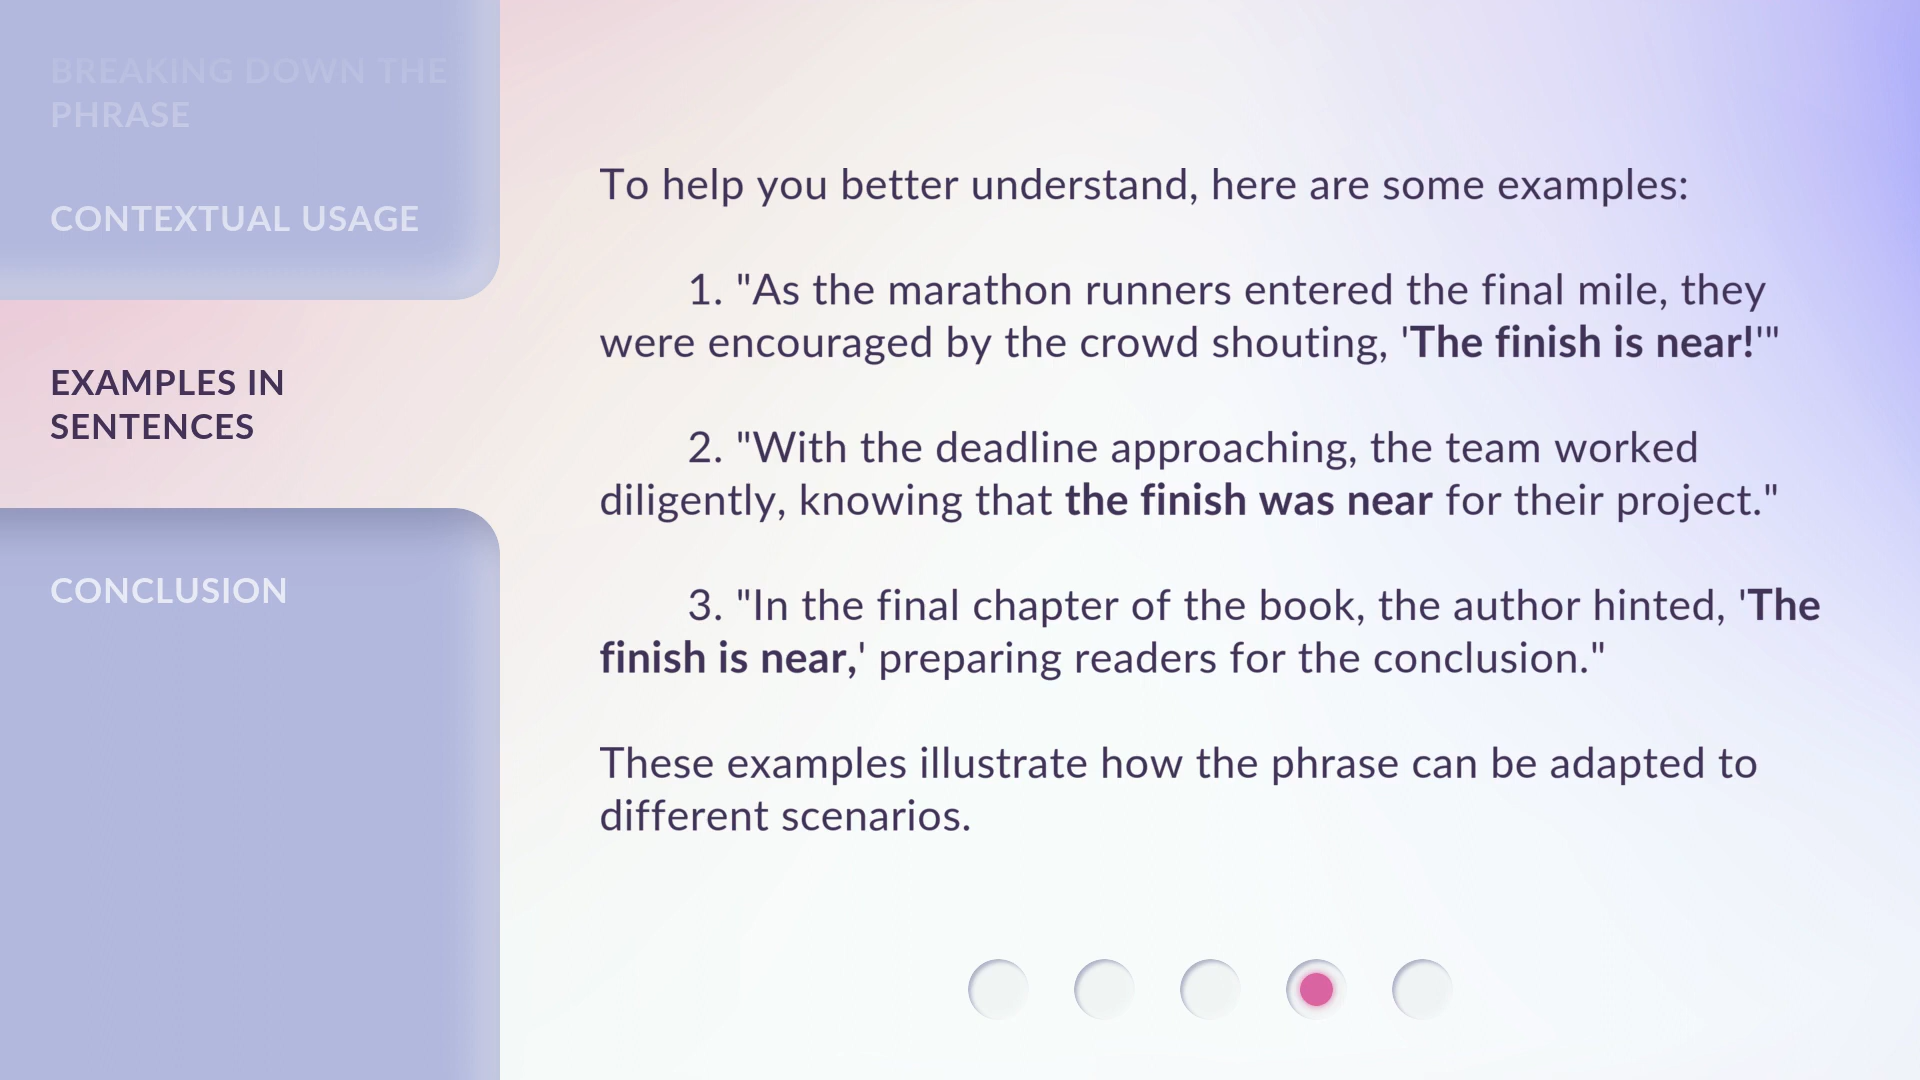 BREAKING DOWN THE
PHRASE
CONTEXTUAL USAGE
EXAMPLES IN
SENTENCES
CONCLUSION
To help you better understand, here are some examples:
1. "As the marathon runners entered the final mile, they
were encouraged by the crowd shouting, 'The finish is near!'"
2. "With the deadline approaching, the team worked
diligently, knowing that the finish was near for their project."
3. "In the final chapter of the book, the author hinted, 'The
finish is near,' preparing readers for the conclusion."
These examples illustrate how the phrase can be adapted to
different scenarios.